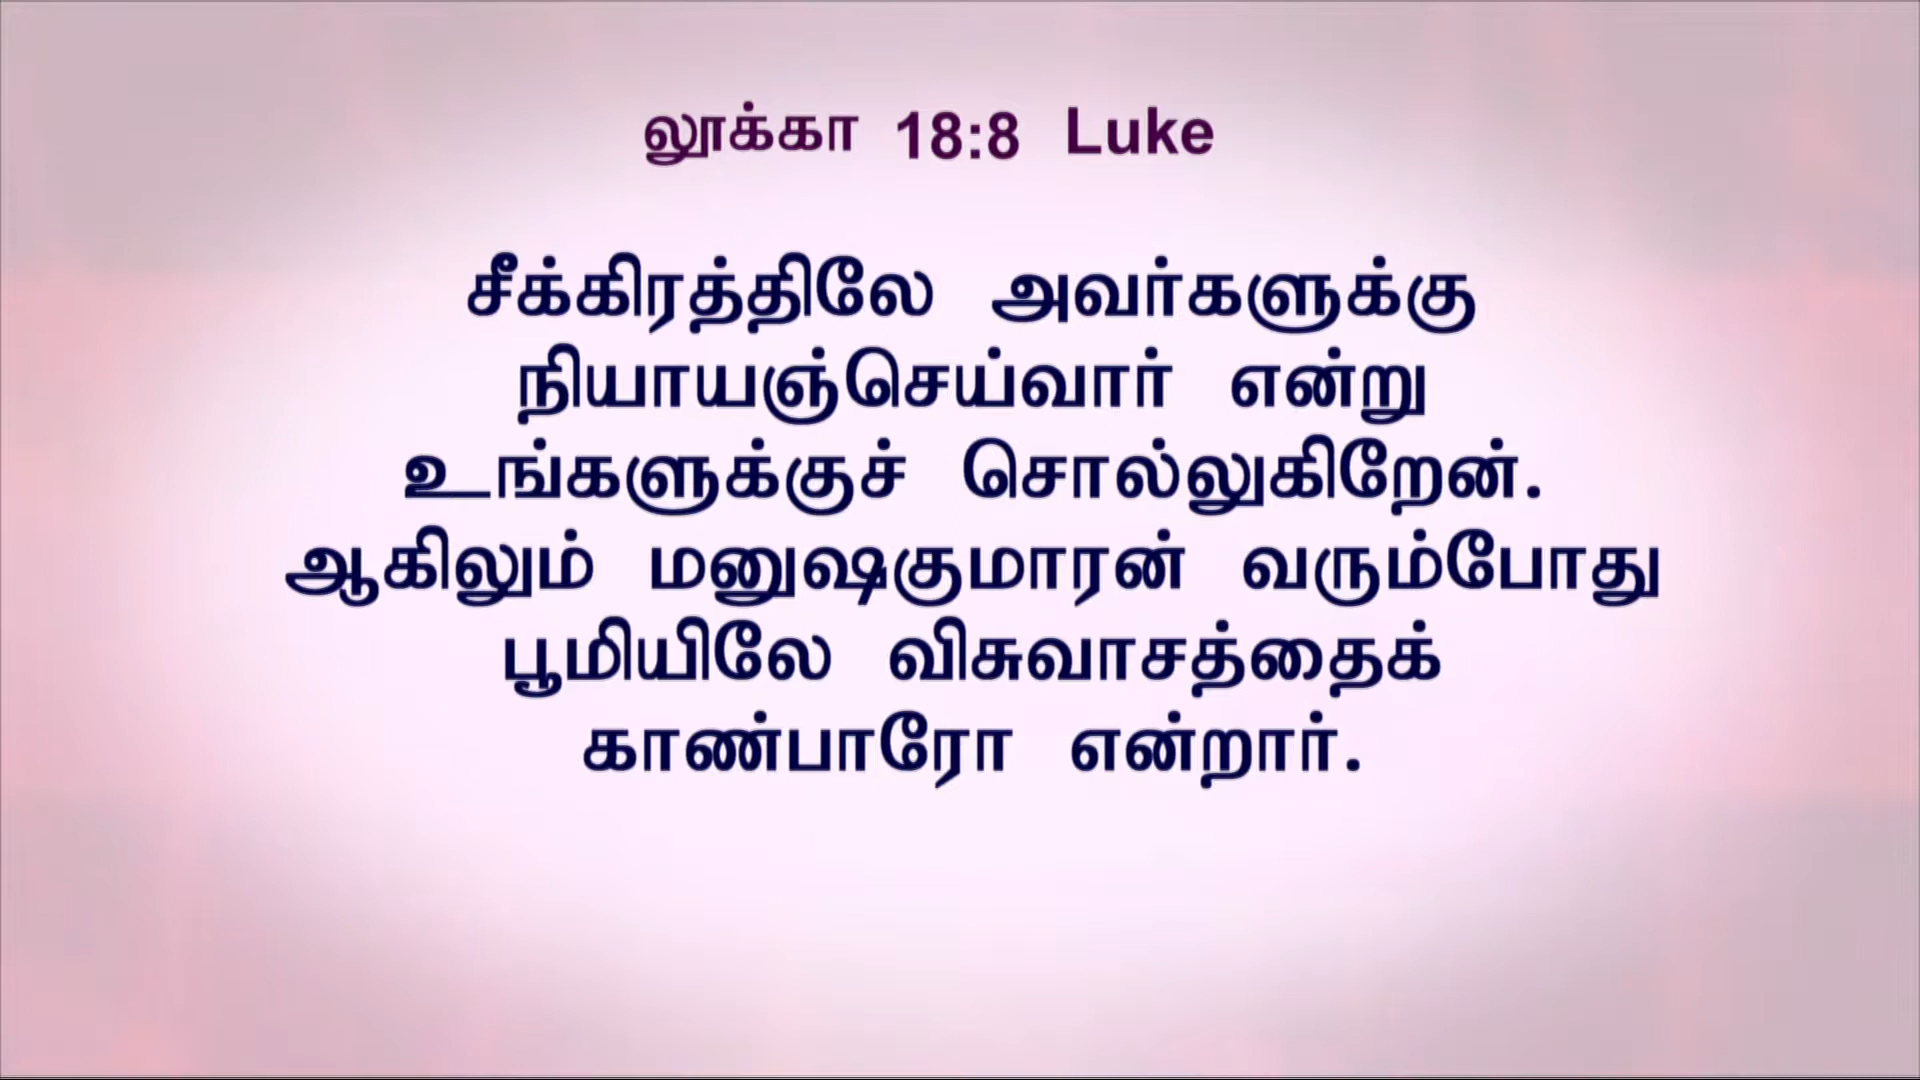 லூக்கா 18:8 Luke
சீக்கிரத்திலே அவர்களுக்கு
நியாயஞ்செய்வார் என்று
உங்களுக்குச் சொல்லுகிறேன்.
ஆகிலும் மனுஷகுமாரன் வரும்போது
பூமியிலே விசுவாசத்தைக்
காண்பாரோ என்றார்.